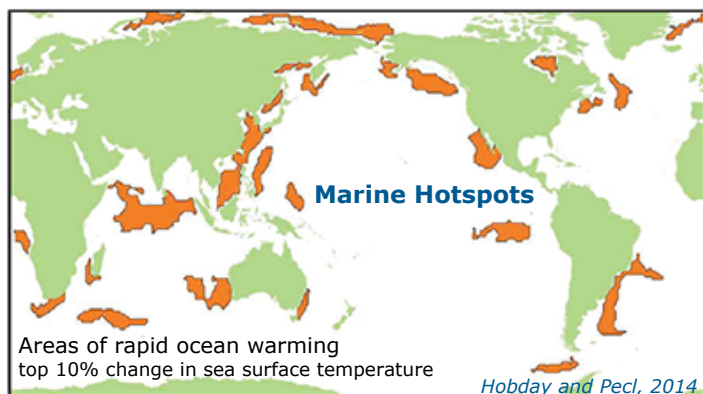 Marine Hotspots
Areas of rapid ocean warming
top 10% change in sea surface temperature
Hobday and Pecl, 2014